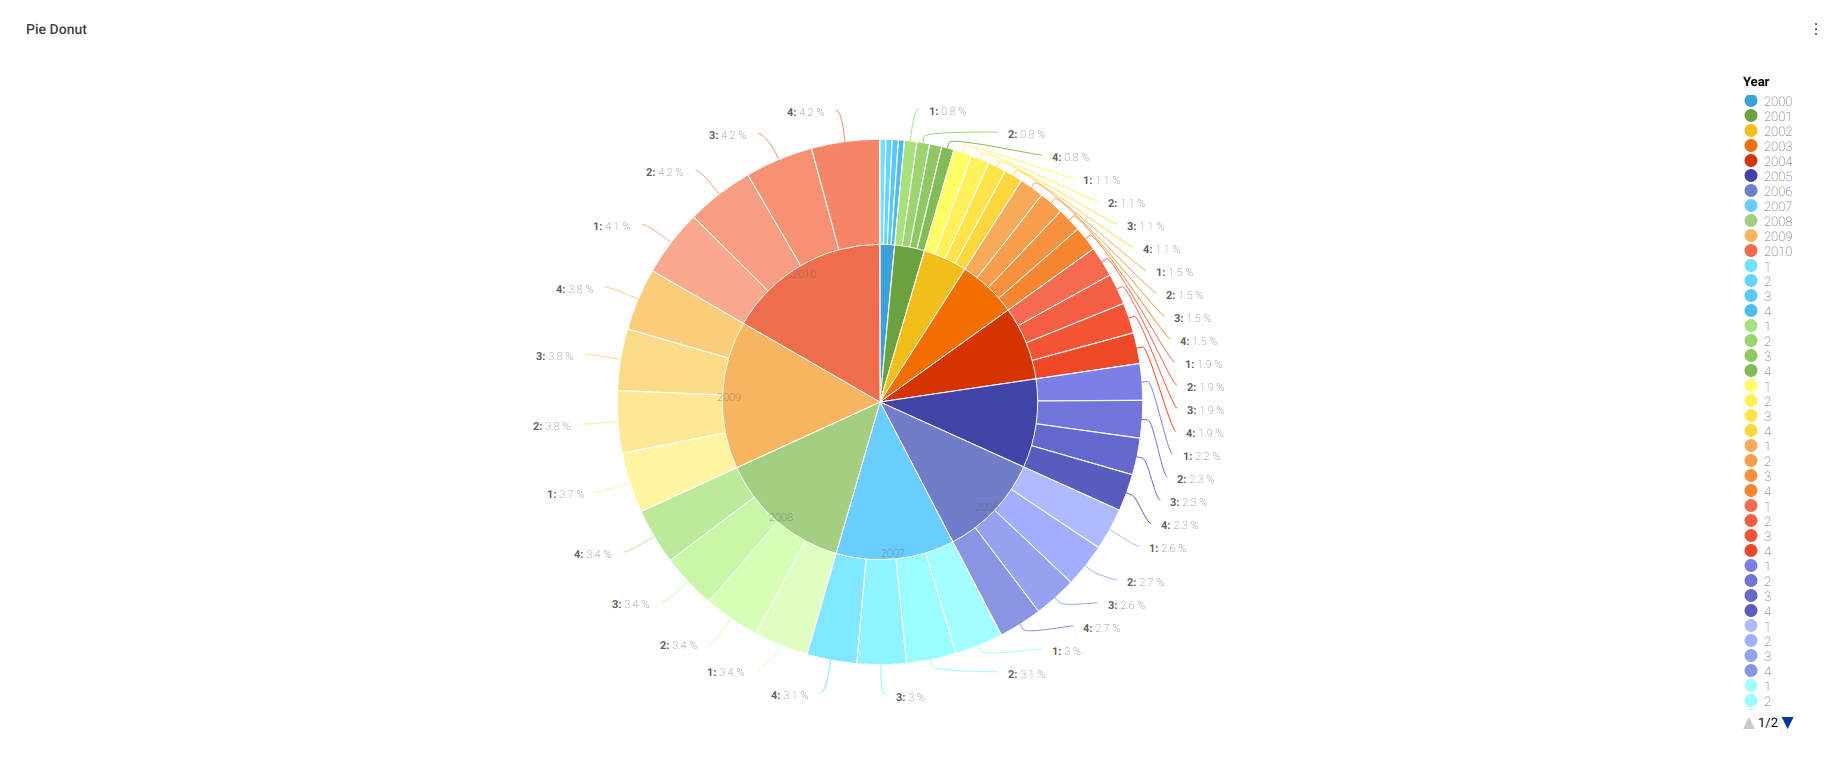 Pie Donut
4: 4.2 %
3: 4.2 %
2: 4.2 %
1: 4.1 %
4: 3.8 %
3: 3.8 %
2: 3.8 %
1: 3.7 %
4: 3.4 %
3: 3.4 %
2: 3.4 %
1: 3.4 %
4: 3.1 %
3: 3 %
2: 3.1 %
1: 3 %
4: 2.7 %
3: 2.6 %
2: 2.7 %
1: 2.6 %
4: 2.3 %
3: 2.3 %
2: 2.3 %
1: 2.2 %
4: 1.9 %
3: 1.9 %
2: 1.9 %
1: 1.9 %
4: 1.5 %
3: 1.5 %
2: 1.5 %
1: 1.5 %
4: 1.1 %
3: 1.1 %
2: 1.1 %
1: 1.1 %
4: 0.8 %
2: 0.8 %
1: 0.8 %
2010
2009
2008
2007
Year
2000
2001
2002
2003
2004
2005
2006
2007
2008
2009
2010
1
2
3
4
1
2
3
4
1
2
3
4
1
2
3
4
1
2
3
4
1
2
3
4
1
2
3
4
1
2
1/2